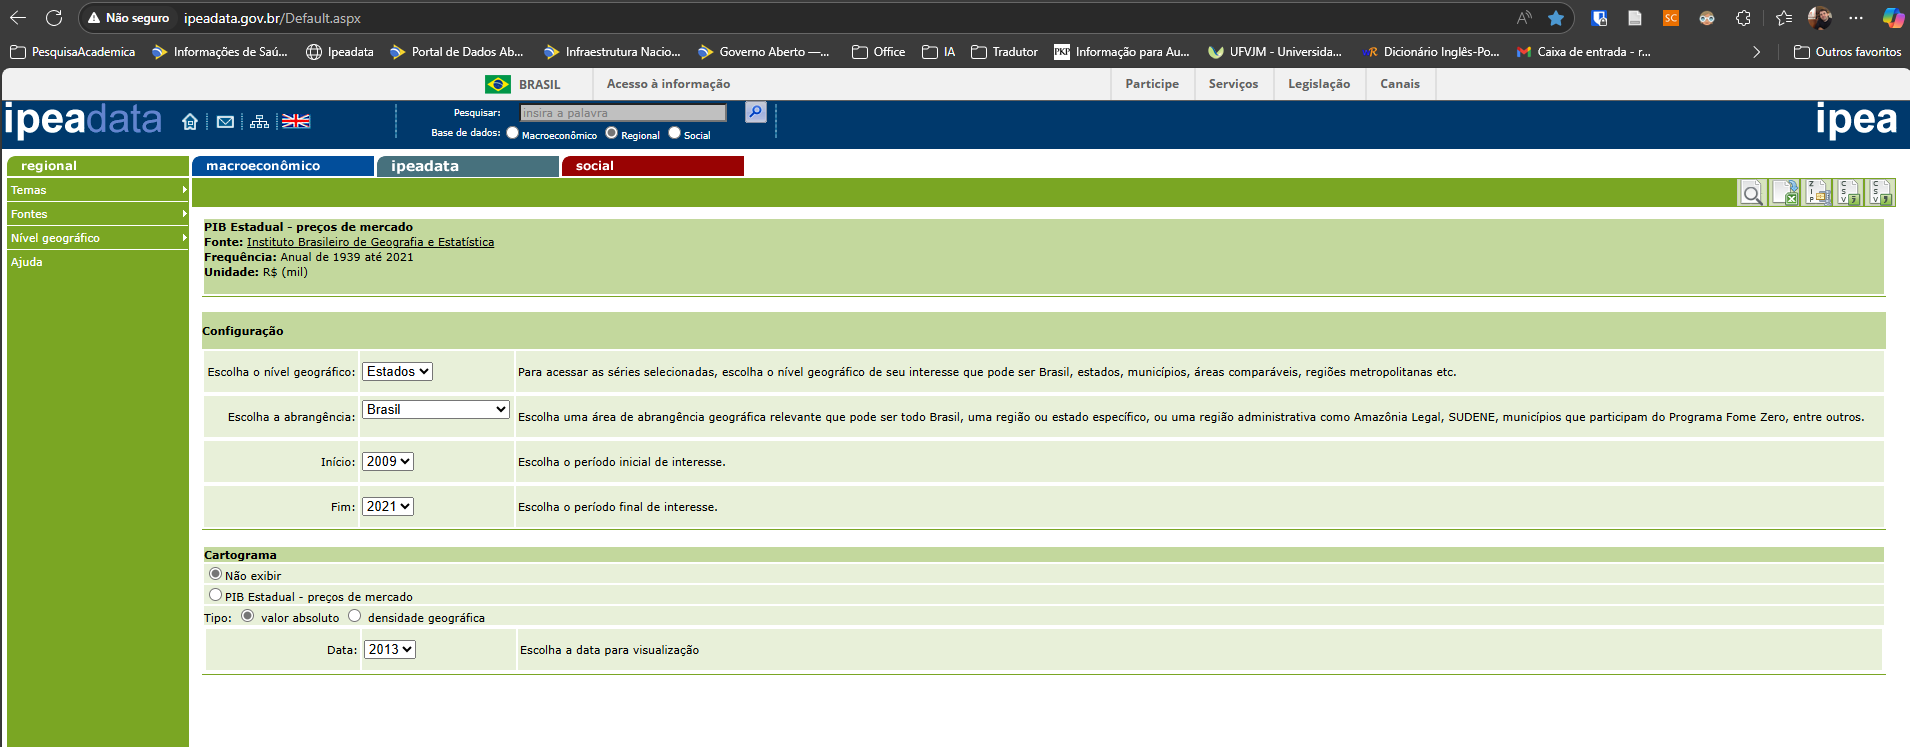 Não seguro ipeadata.gov.br/Default.aspx
PesquisaAcademica Informações de Saú... Ipeadata Portal de Dados Ab... Infraestrutura Nacio... Governo Aberto —... Office IA Tradutor PKP Informação para Au... UFVJM - Universida... Dicionário Inglês-Po... Caixa de entrada - r... Outros favoritos
BRASIL Acesso à informação Participe Serviços Legislação Canais
ipeadata Pesquisar: insira a palavra ipea
Base de dados: Macroeconômico Regional Social
regional macroeconômico ipeadata social
Temas
Fontes
Nível geográfico
Ajuda
PIB Estadual - preços de mercado
Fonte: Instituto Brasileiro de Geografia e Estatística
Frequência: Anual de 1939 até 2021
Unidade: R$ (mil)
Configuração
Escolha o nível geográfico: Estados Para acessar as séries selecionadas, escolha o nível geográfico de seu interesse que pode ser Brasil, estados, municípios, áreas comparáveis, regiões metropolitanas etc.
Escolha a abrangência: Brasil Escolha uma área de abrangência geográfica relevante que pode ser todo Brasil, uma região ou estado específico, ou uma região administrativa como Amazônia Legal, SUDENE, municípios que participam do Programa Fome Zero, entre outros.
Início: 2009 Escolha o período inicial de interesse.
Fim: 2021 Escolha o período final de interesse.
Cartograma
Não exibir
PIB Estadual - preços de mercado
Tipo: valor absoluto densidade geográfica
Data: 2013 Escolha a data para visualização